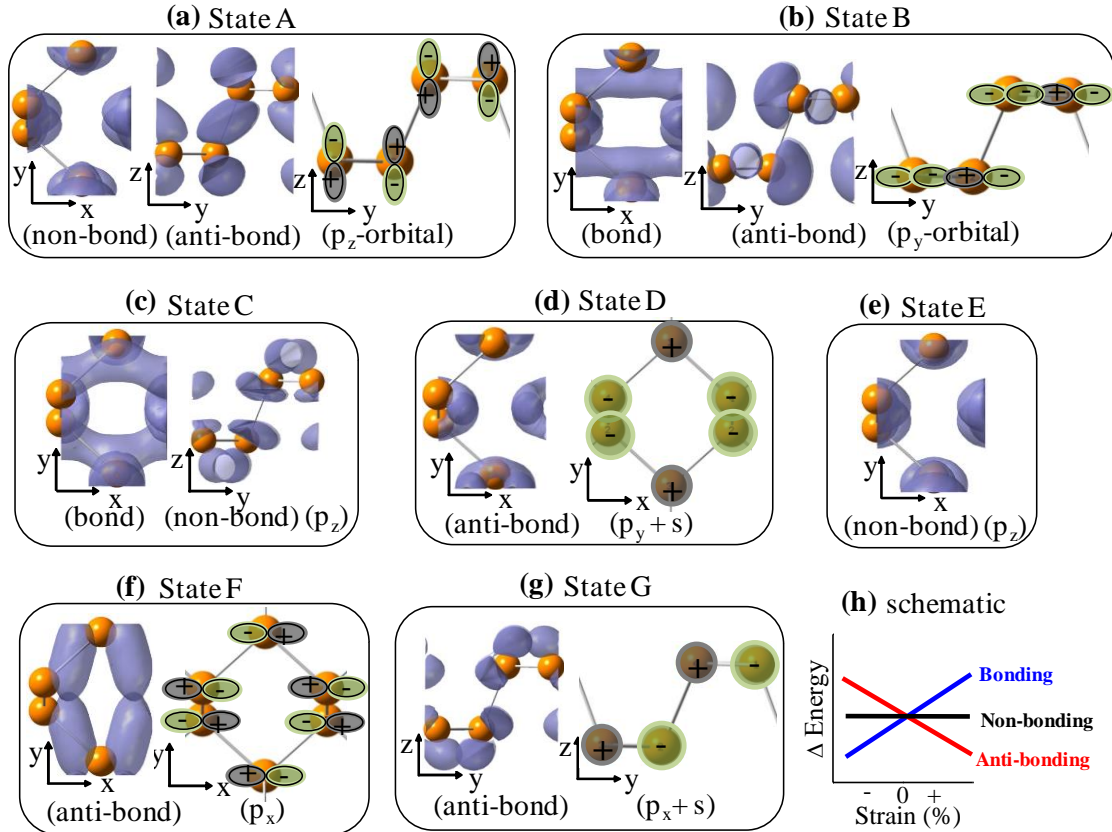 (a) State A
y
x
(non-bond)
z
y
(anti-bond)
- + + -
- + + -
z
y
(p_z-orbital)
(b) State B
y
x
(bond)
z
y
(anti-bond)
- - + -
- - + -
z
y
(p_y-orbital)
(c) State C
y
x
(bond)
z
y
(non-bond) (p_z)
(d) State D
y
x
(anti-bond)
+
- -
- -
+
y
x
(p_y + s)
(e) State E
y
x
(non-bond) (p_z)
(f) State F
y
x
(anti-bond)
- +
+ - + -
- + - +
+ -
y
x
(p_x)
(g) State G
z
y
(anti-bond)
+ -
+ -
z
y
(p_x + s)
(h) schematic
Δ Energy
Bonding
Non-bonding
Anti-bonding
- 0 +
Strain (%)